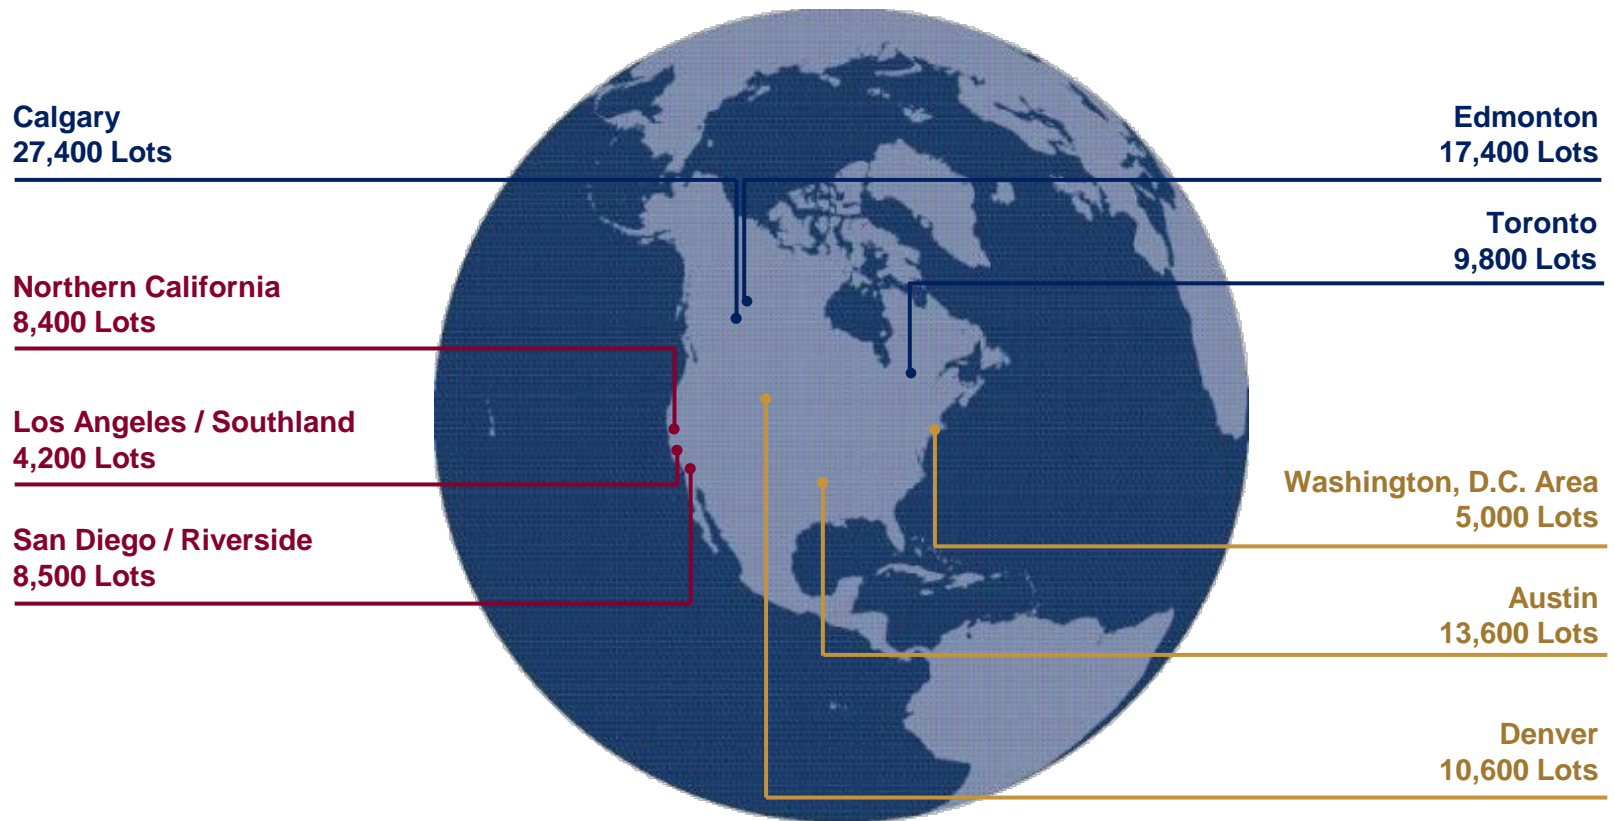 Calgary
27,400 Lots
Northern California
8,400 Lots
Los Angeles / Southland
4,200 Lots
San Diego / Riverside
8,500 Lots
Edmonton
17,400 Lots
Toronto
9,800 Lots
Washington, D.C. Area
5,000 Lots
Austin
13,600 Lots
Denver
10,600 Lots